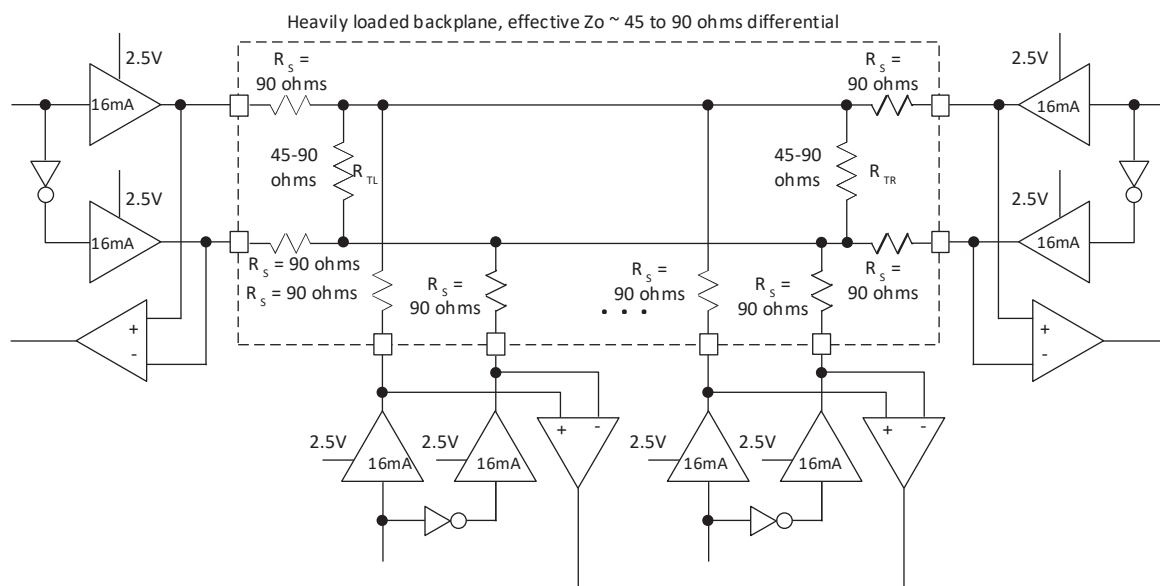 Heavily loaded backplane, effective Zo ~ 45 to 90 ohms differential
2.5V
16mA
R S =
90 ohms
R S =
90 ohms
2.5V
16mA
45-90
ohms
R TL
45-90
ohms
R TR
2.5V
16mA
2.5V
16mA
R S = 90 ohms
R S = 90 ohms
R S =
90 ohms
R S =
90 ohms
R S =
90 ohms
R S =
90 ohms
. . .
+
-
+
-
+ -
+ -
2.5V
16mA
2.5V
16mA
2.5V
16mA
2.5V
16mA